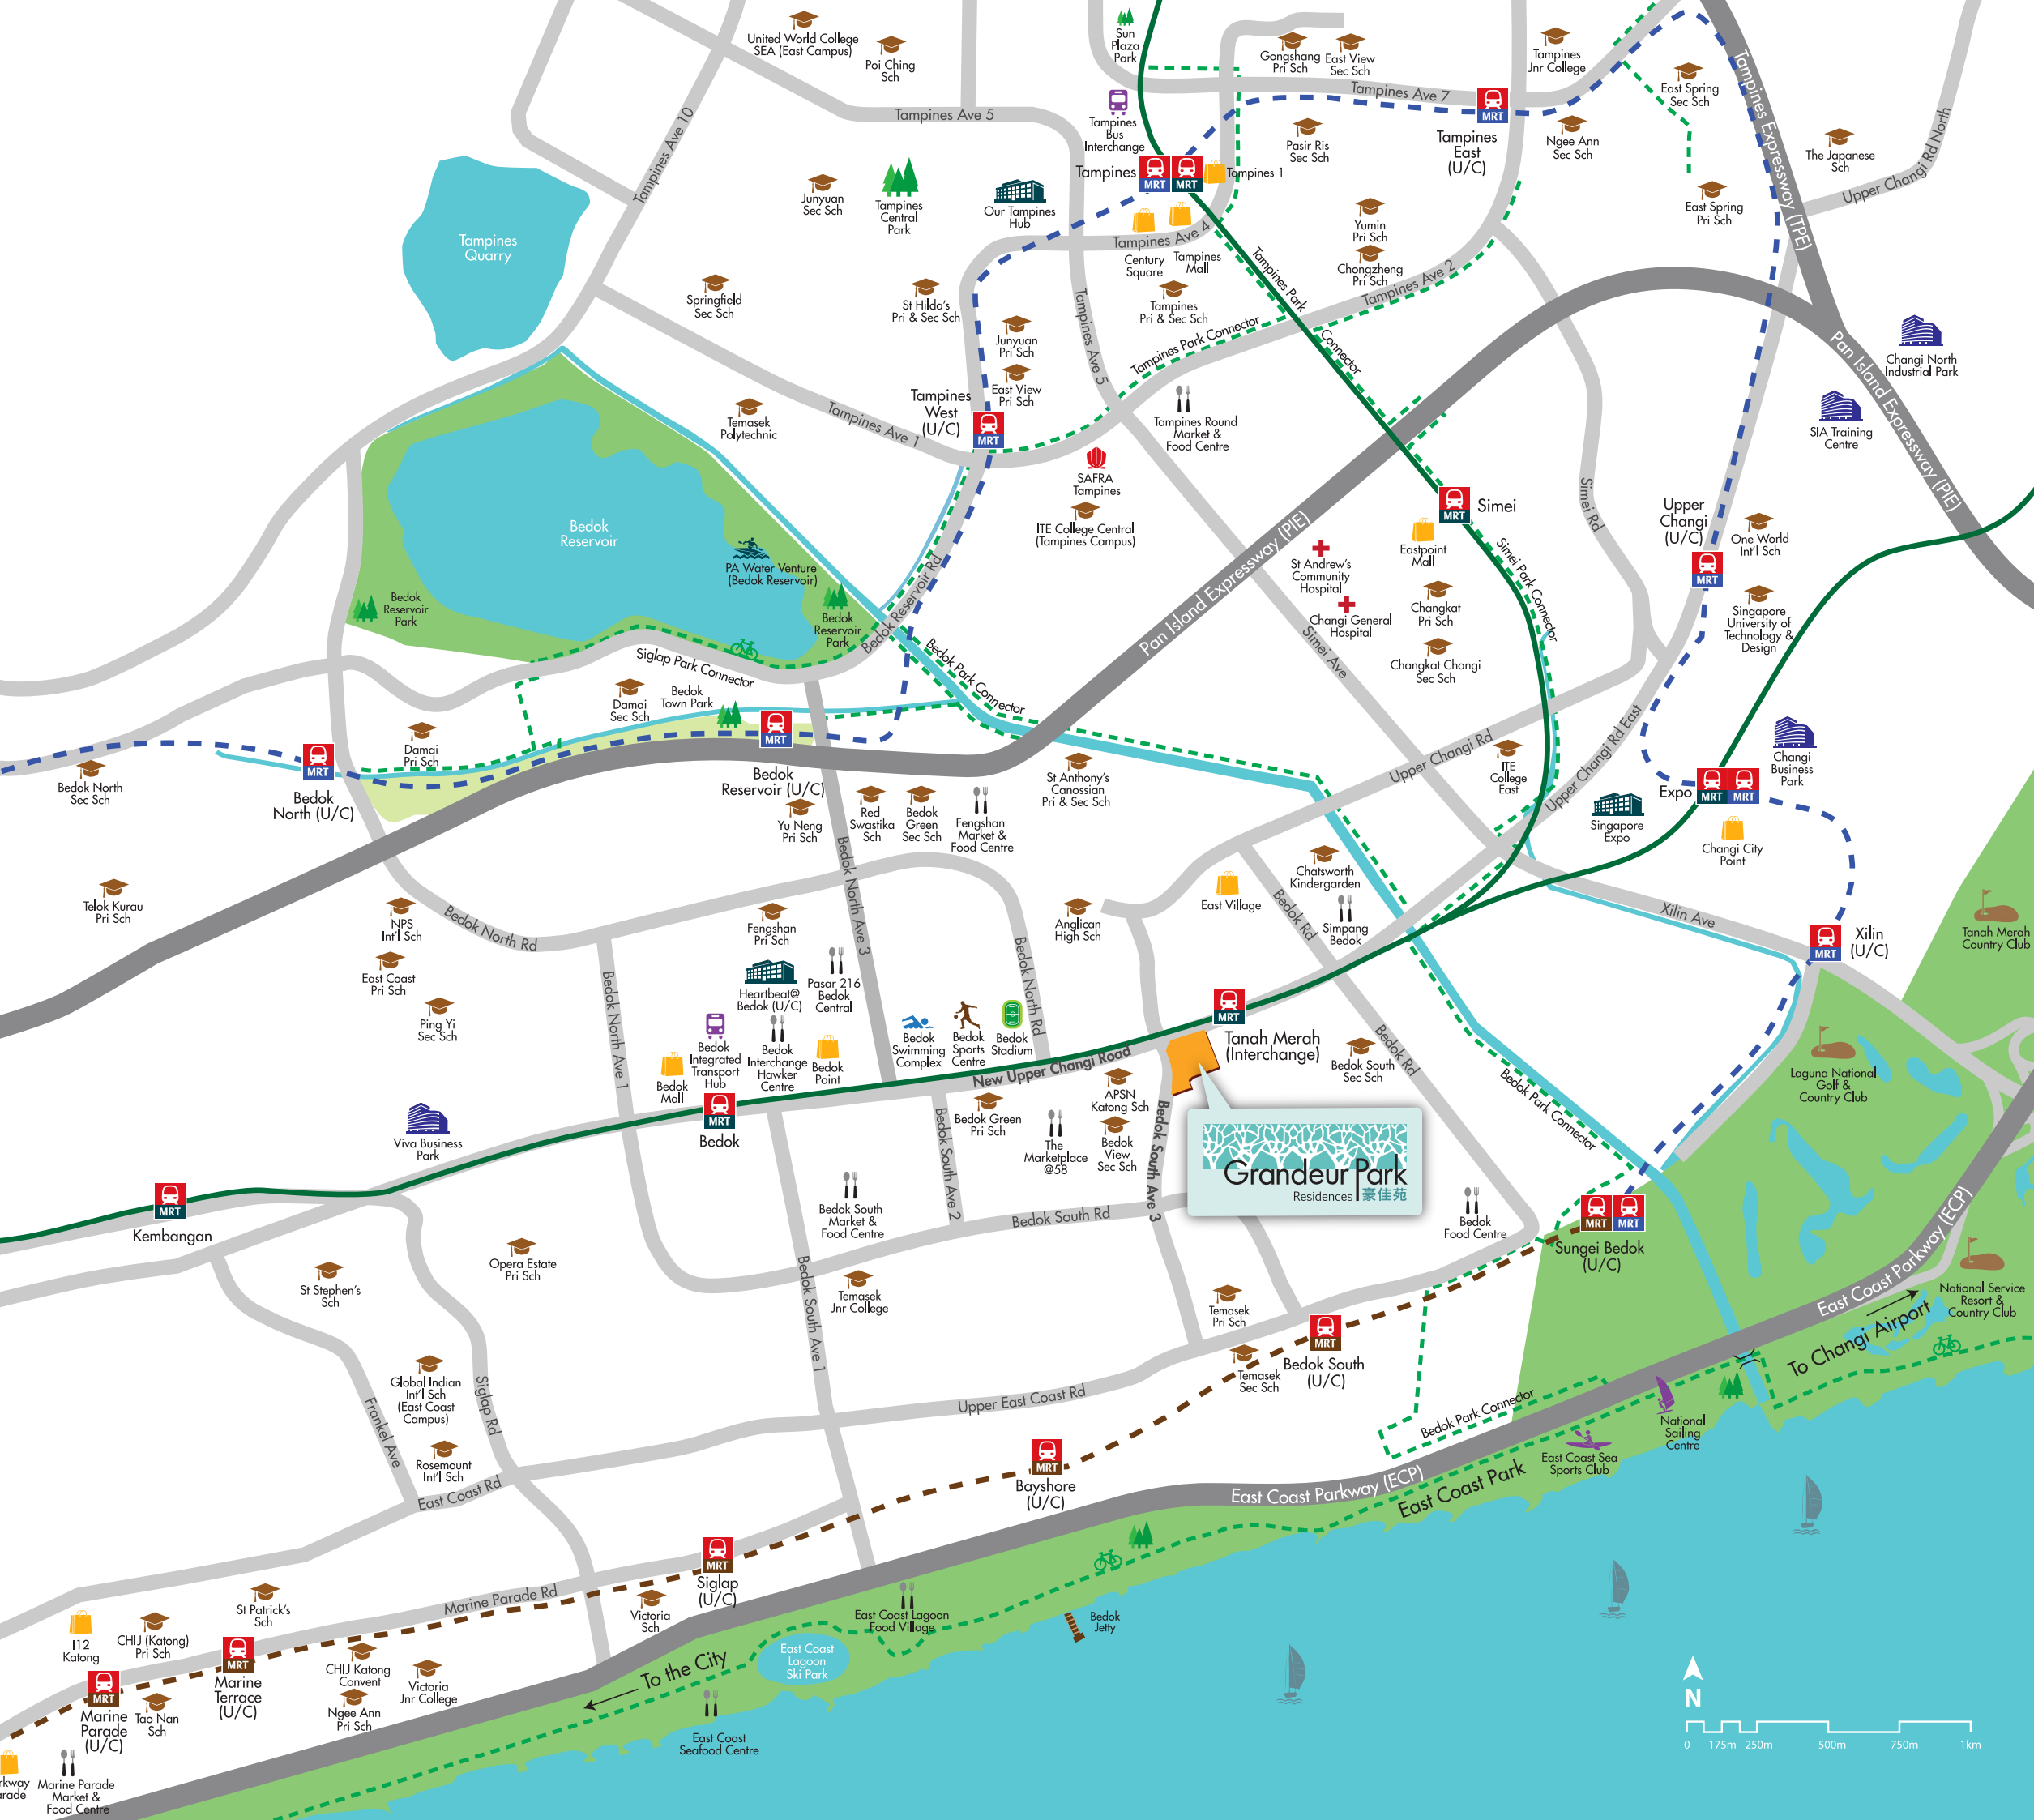 United World College
SEA (East Campus)
Poi Ching
Sch
Sun
Plaza
Park
Gongshang
Pri Sch
East View
Sec Sch
Tampines
Jnr College
East Spring
Sec Sch
Tampines Expressway (TPE)
Tampines Ave 10
Tampines Ave 5
Tampines
Bus
Interchange
Tampines Ave 7
MRT
Tampines
East
(U/C)
Pasir Ris
Sec Sch
Ngee Ann
Sec Sch
The Japanese
Sch
Upper Changi Rd North
Tampines
MRT
MRT
Tampines 1
Junyuan
Sec Sch
Tampines
Central
Park
Our Tampines
Hub
Yumin
Pri Sch
East Spring
Pri Sch
Tampines
Quarry
Tampines Ave 4
Century
Square
Tampines
Mall
Chongzheng
Pri Sch
Tampines Ave 2
Tampines Park
Connector
Springfield
Sec Sch
St Hilda's
Pri & Sec Sch
Tampines
Pri & Sec Sch
Tampines Ave 5
Junyuan
Pri Sch
Tampines Park Connector
Pan Island Expressway (PIE)
Changi North
Industrial Park
East View
Pri Sch
Temasek
Polytechnic
Tampines Ave 1
Tampines
West
(U/C)
MRT
Tampines Round
Market &
Food Centre
SIA Training
Centre
SAFRA
Tampines
ITE College Central
(Tampines Campus)
MRT
Simei
Simei Rd
Upper
Changi
(U/C)
MRT
One World
Int'l Sch
Bedok
Reservoir
PA Water Venture
(Bedok Reservoir)
Bedok Reservoir Rd
Pan Island Expressway (PIE)
St Andrew's
Community
Hospital
Eastpoint
Mall
Simei Park Connector
Changi General
Hospital
Changkat
Pri Sch
Singapore
University of
Technology &
Design
Bedok
Reservoir
Park
Bedok
Reservoir
Park
Siglap Park Connector
Bedok Park Connector
Simei Ave
Changkat Changi
Sec Sch
Damai
Sec Sch
Bedok
Town Park
Damai
Pri Sch
MRT
Bedok
North (U/C)
MRT
Bedok
Reservoir (U/C)
Bedok North
Sec Sch
St Anthony's
Canossian
Pri & Sec Sch
Upper Changi Rd
ITE
College
East
Upper Changi Rd East
Changi
Business
Park
Expo
MRT
MRT
Singapore
Expo
Changi City
Point
Yu Neng
Pri Sch
Red
Swastika
Sch
Bedok
Green
Sec Sch
Fengshan
Market &
Food Centre
Bedok North Ave 3
Chatsworth
Kindergarden
East Village
Bedok Rd
Simpang
Bedok
Xilin Ave
Xilin
(U/C)
MRT
Tanah Merah
Country Club
Telok Kurau
Pri Sch
NPS
Int'l Sch
Bedok North Rd
Fengshan
Pri Sch
Anglican
High Sch
East Coast
Pri Sch
Bedok North Ave 1
Heartbeat@
Bedok (U/C)
Pasar 216
Bedok
Central
Bedok North Rd
Ping Yi
Sec Sch
Bedok
Mall
Bedok
Integrated
Transport
Hub
Bedok
Interchange
Hawker
Centre
Bedok
Point
Bedok
Swimming
Complex
Bedok
Sports
Centre
Bedok
Stadium
New Upper Changi Road
MRT
Tanah Merah
(Interchange)
Bedok South
Sec Sch
Bedok Rd
Laguna National
Golf &
Country Club
Viva Business
Park
MRT
Bedok
Bedok South Ave 2
Bedok Green
Pri Sch
The
Marketplace
@58
APSN
Katong Sch
Bedok
View
Sec Sch
Bedok South Ave 3
Grandeur Park
Residences
豪佳苑
Bedok Park Connector
MRT
Kembangan
Bedok South
Market &
Food Centre
Bedok South Rd
Bedok
Food Centre
MRT
MRT
Sungei Bedok
(U/C)
East Coast Parkway (ECP)
St Stephen's
Sch
Opera Estate
Pri Sch
Bedok South Ave 1
Temasek
Jnr College
Temasek
Pri Sch
MRT
Bedok South
(U/C)
Temasek
Sec Sch
National Service
Resort &
Country Club
To Changi Airport
Global Indian
Int'l Sch
(East Coast
Campus)
Frankel Ave
Siglap Rd
Upper East Coast Rd
Bedok Park Connector
National
Sailing
Centre
Rosemount
Int'l Sch
East Coast Rd
MRT
Bayshore
(U/C)
East Coast Parkway (ECP)
East Coast Park
East Coast Sea
Sports Club
MRT
Siglap
(U/C)
Marine Parade Rd
St Patrick's
Sch
Victoria
Sch
East Coast Lagoon
Food Village
Bedok
Jetty
I12
Katong
CHIJ (Katong)
Pri Sch
MRT
Marine
Terrace
(U/C)
CHIJ Katong
Convent
Victoria
Jnr College
To the City
East Coast
Lagoon
Ski Park
MRT
Marine
Parade
(U/C)
Tao Nan
Sch
Ngee Ann
Pri Sch
East Coast
Seafood Centre
rkway
arade
Marine Parade
Market &
Food Centre
N
0 175m 250m 500m 750m 1km